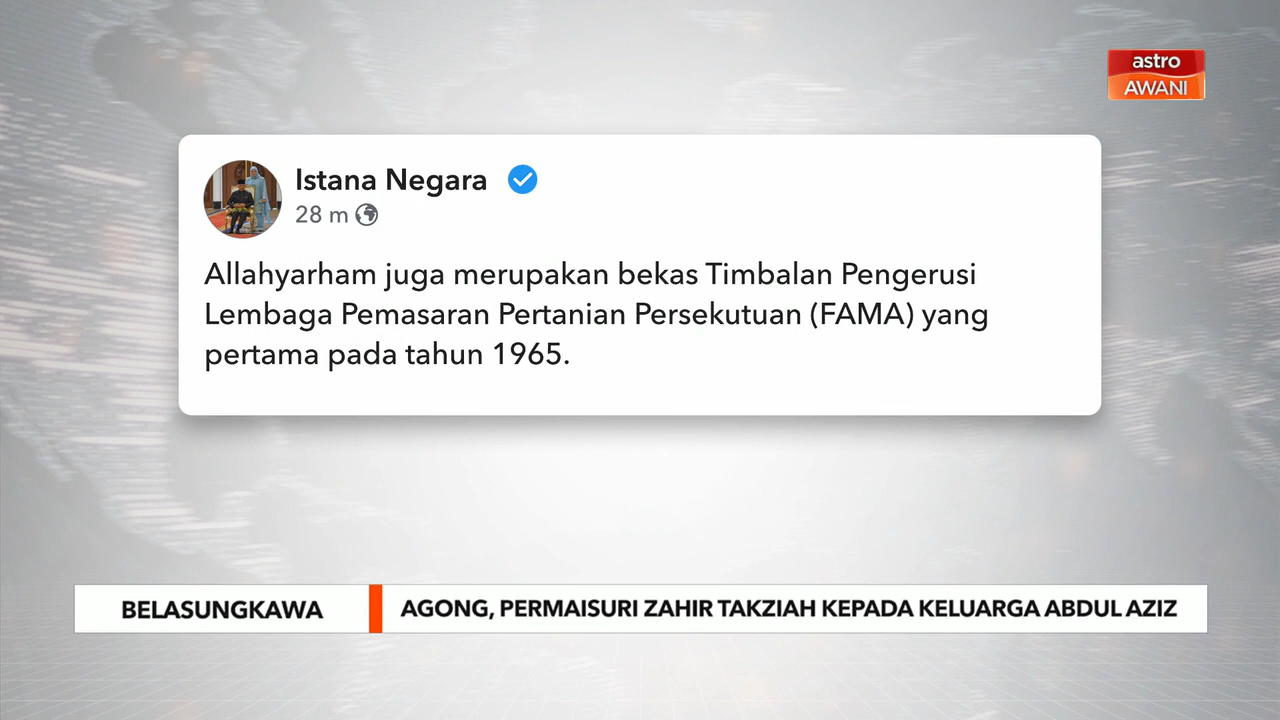 astro
AWANI
Istana Negara
28 m
Allahyarham juga merupakan bekas Timbalan Pengerusi
Lembaga Pemasaran Pertanian Persekutuan (FAMA) yang
pertama pada tahun 1965.
BELASUNGKAWA
AGONG, PERMAISURI ZAHIR TAKZIAH KEPADA KELUARGA ABDUL AZIZ